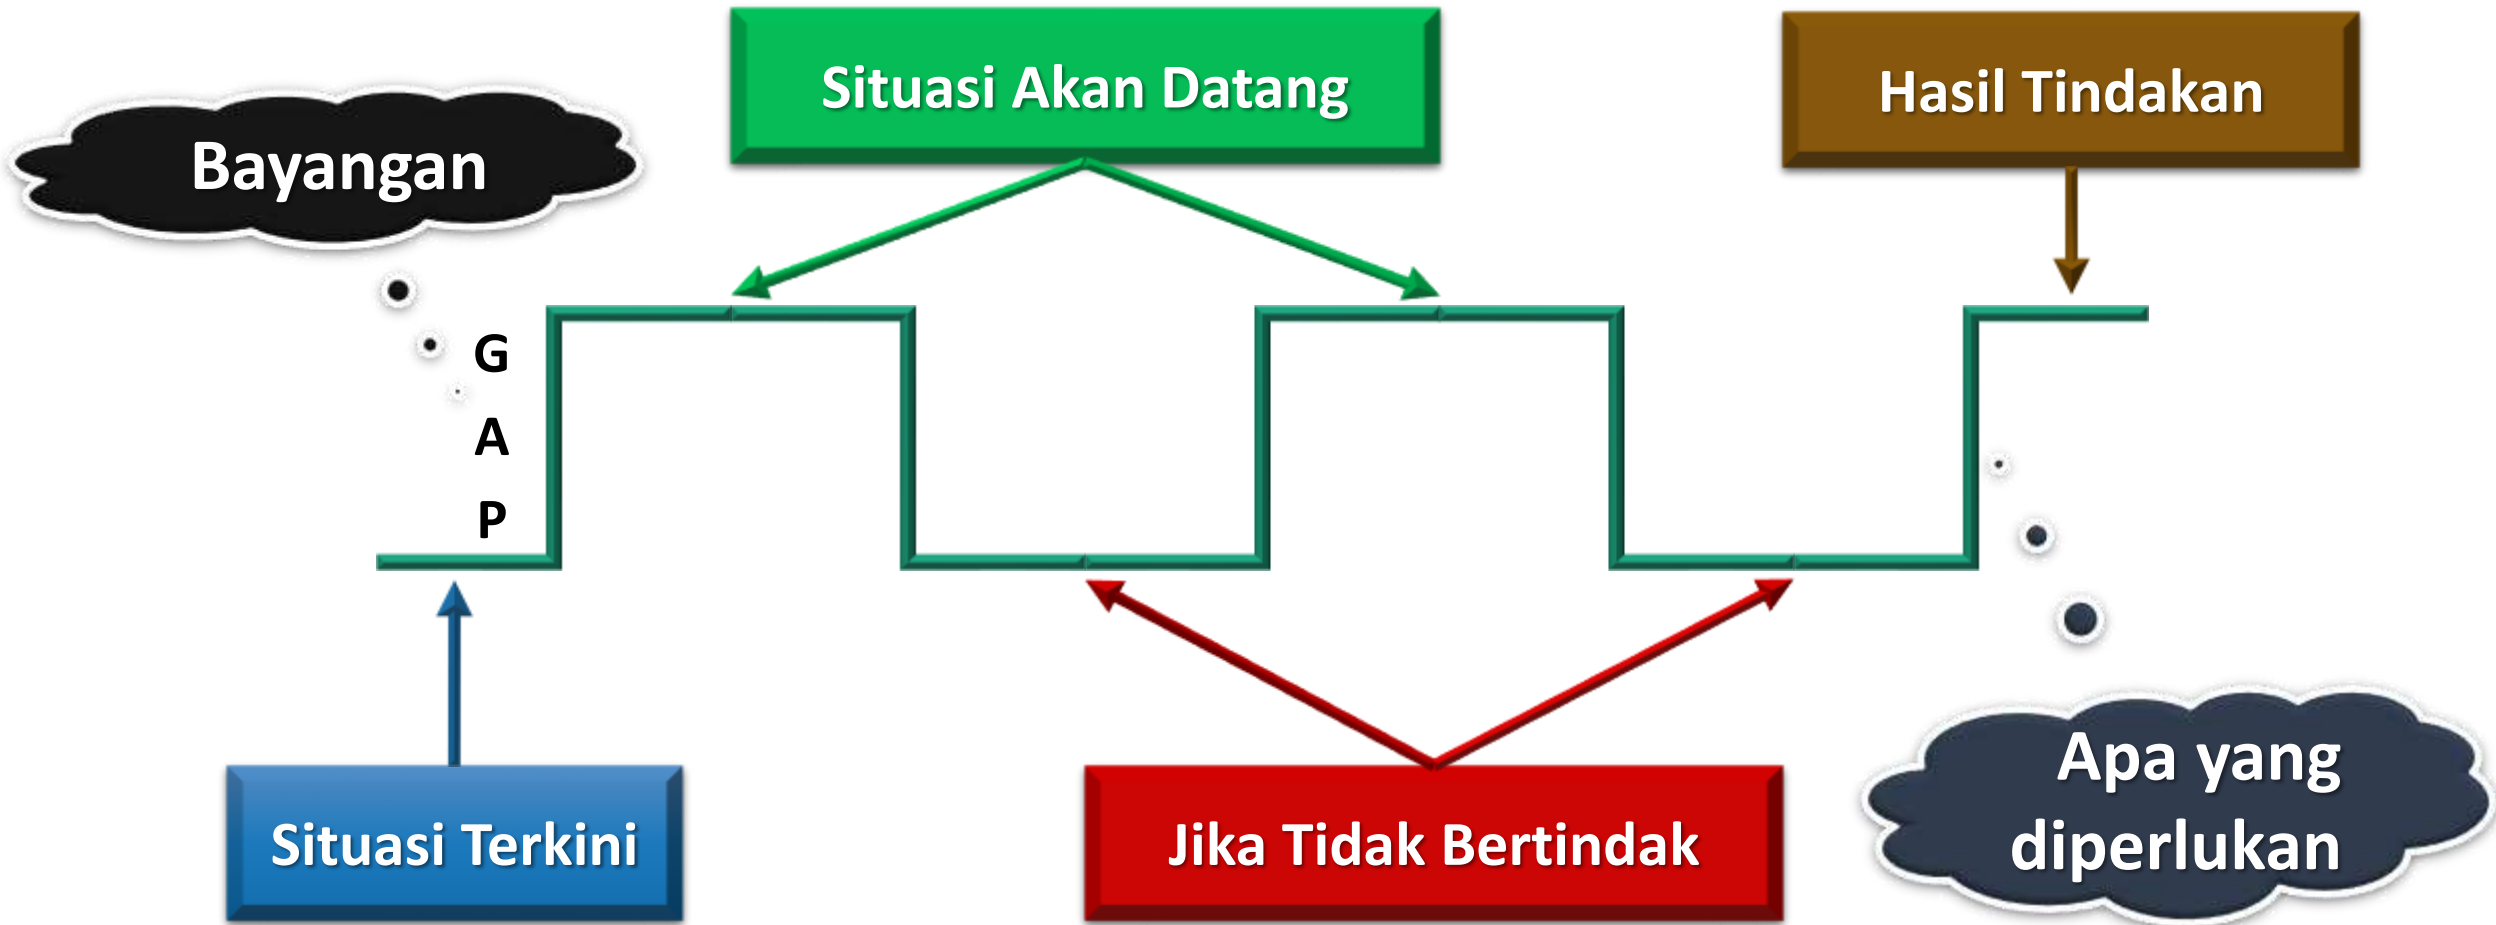 Situasi Akan Datang
Hasil Tindakan
Bayangan
G
A
P
Situasi Terkini
Jika Tidak Bertindak
Apa yang
diperlukan